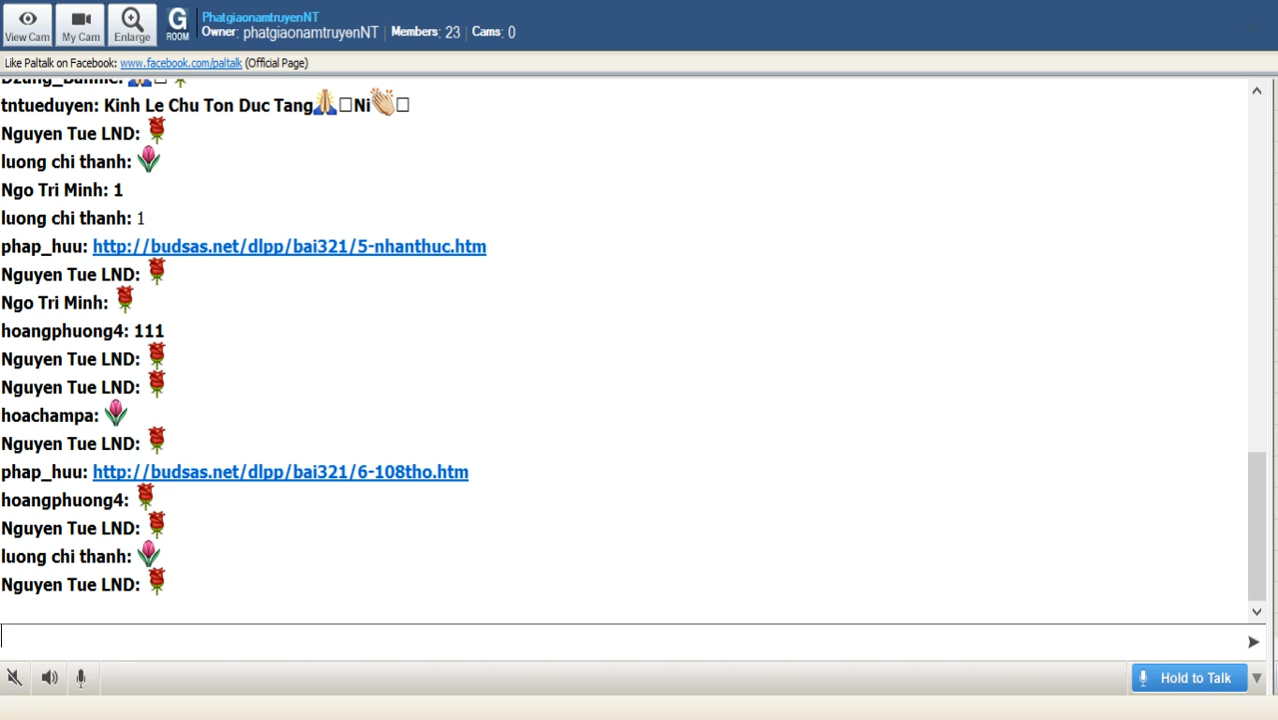 View Cam
My Cam
Enlarge
G
ROOM
PhatgiaonamtruyenNT
Owner: phatgiaonamtruyenNT | Members: 23 | Cams: 0
Like Paltalk on Facebook: www.facebook.com/paltalk (Official Page)
tntueduyen: Kinh Le Chu Ton Duc Tang🙏□Ni👏□
Nguyen Tue LND: 🌹
luong chi thanh: 🌷
Ngo Tri Minh: 1
luong chi thanh: 1
phap_huu: http://budsas.net/dlpp/bai321/5-nhanthuc.htm
Nguyen Tue LND: 🌹
Ngo Tri Minh: 🌹
hoangphuong4: 111
Nguyen Tue LND: 🌹
Nguyen Tue LND: 🌹
hoachampa: 🌷
Nguyen Tue LND: 🌹
phap_huu: http://budsas.net/dlpp/bai321/6-108tho.htm
hoangphuong4: 🌹
Nguyen Tue LND: 🌹
luong chi thanh: 🌷
Nguyen Tue LND: 🌹
Hold to Talk